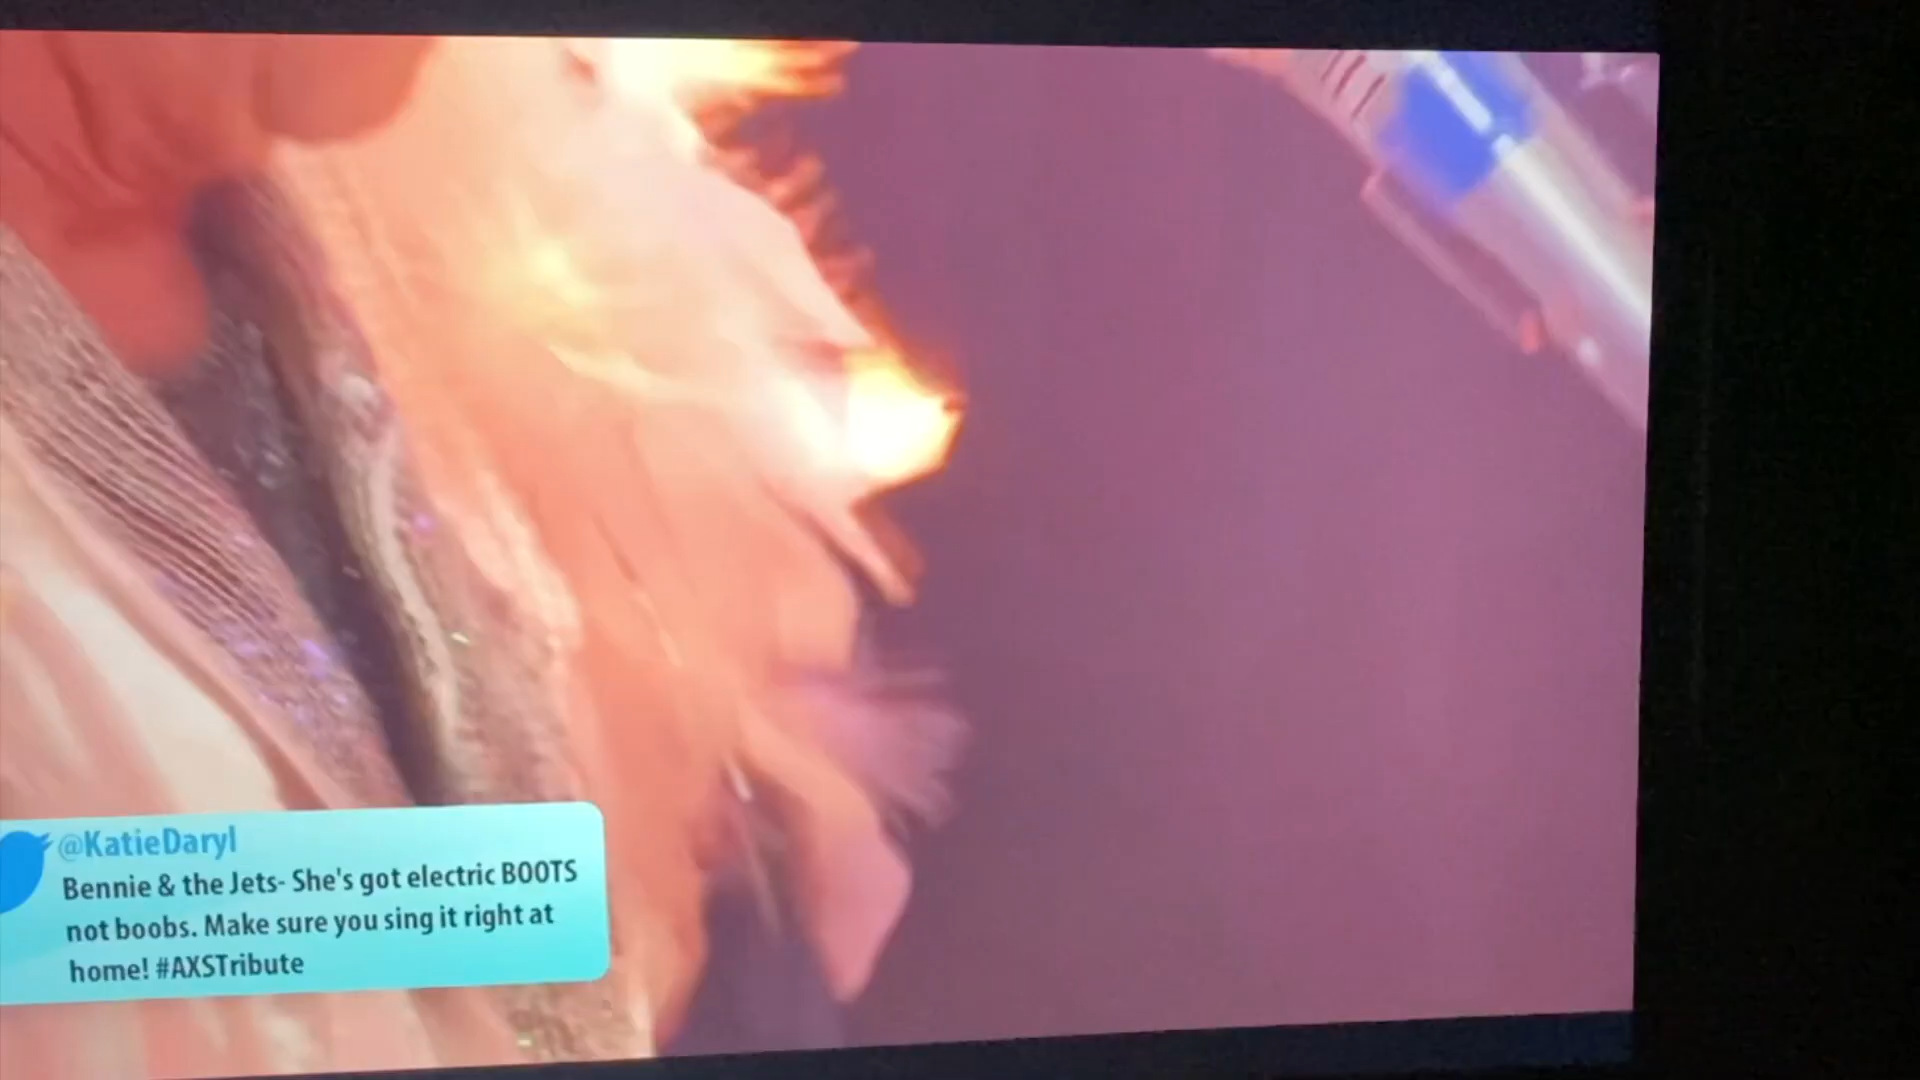 @KatieDaryl
Bennie & the Jets- She's got electric BOOTS
not boobs. Make sure you sing it right at
home! #AXSTribute